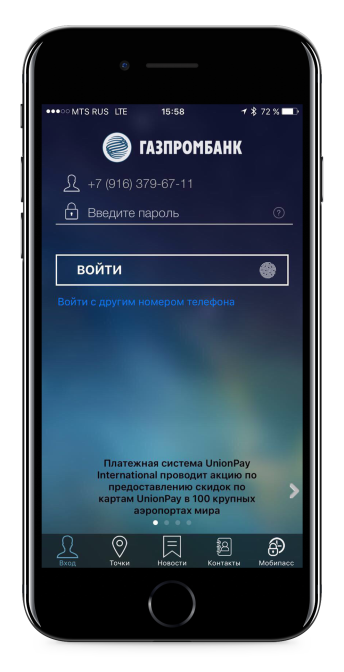 MTS RUS LTE 15:58 72 %
ГАЗПРОМБАНК
+7 (916) 379-67-11
Введите пароль ?
ВОЙТИ
Войти с другим номером телефона
Платежная система UnionPay
International проводит акцию по
предоставлению скидок по
картам UnionPay в 100 крупных
аэропортах мира
Вход Точки Новости Контакты Мобипасс